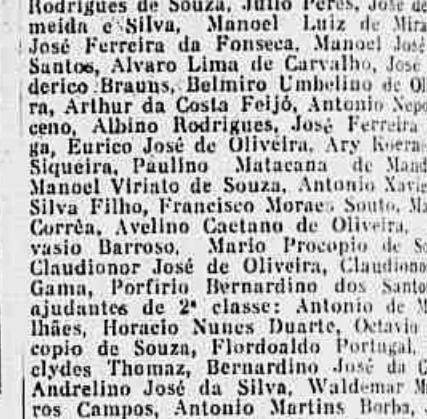 Rodrigues de Souza, Julio Peres, José de
meida e Silva, Manoel Luiz de Mira
José Ferreira da Fonseca, Manoel José
Santos, Alvaro Lima de Carvalho, José
derico Brauns, Belmiro Umbelino de Ol
ra, Arthur da Costa Feijó, Antonio Nepo
ceno, Albino Rodrigues, José Ferreira
ga, Eurico José de Oliveira, Ary
Siqueira, Paulino Matacana de Mand
Manoel Viriato de Souza, Antonio Xavie
Silva Filho, Francisco Moraes Souto, Ma
Corrêa, Avelino Caetano de Oliveira,
vasio Barroso, Mario Procopio de So
Claudionor José de Oliveira, Claudiono
Gama, Porfirio Bernardino dos Santo
ajudantes de 2ª classe: Antonio de M
lhães, Horacio Nunes Duarte, Octavio
copio de Souza, Flordoaldo Portugal,
clydes Thomaz, Bernardino José da C
Andrelino José da Silva, Waldemar M
ros Campos, Antonio Martins Borba,